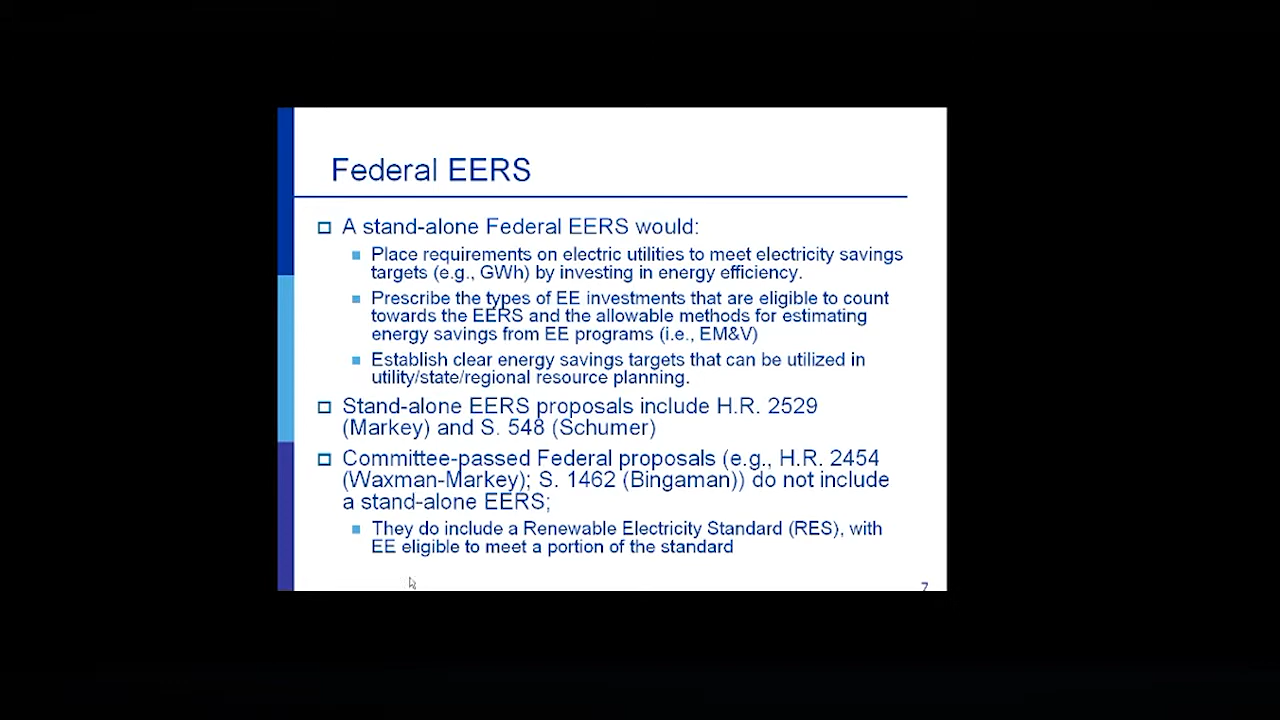 Federal EERS
A stand-alone Federal EERS would:
Place requirements on electric utilities to meet electricity savings
targets (e.g., GWh) by investing in energy efficiency.
Prescribe the types of EE investments that are eligible to count
towards the EERS and the allowable methods for estimating
energy savings from EE programs (i.e., EM&V)
Establish clear energy savings targets that can be utilized in
utility/state/regional resource planning.
Stand-alone EERS proposals include H.R. 2529
(Markey) and S. 548 (Schumer)
Committee-passed Federal proposals (e.g., H.R. 2454
(Waxman-Markey); S. 1462 (Bingaman)) do not include
a stand-alone EERS;
They do include a Renewable Electricity Standard (RES), with
EE eligible to meet a portion of the standard
7